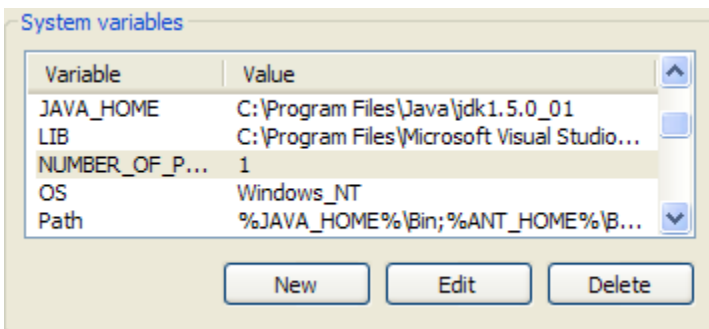 System variables
Variable Value
JAVA_HOME C:\Program Files\Java\jdk1.5.0_01
LIB C:\Program Files\Microsoft Visual Studio...
NUMBER_OF_P... 1
OS Windows_NT
Path %JAVA_HOME%\Bin;%ANT_HOME%\B...
New Edit Delete